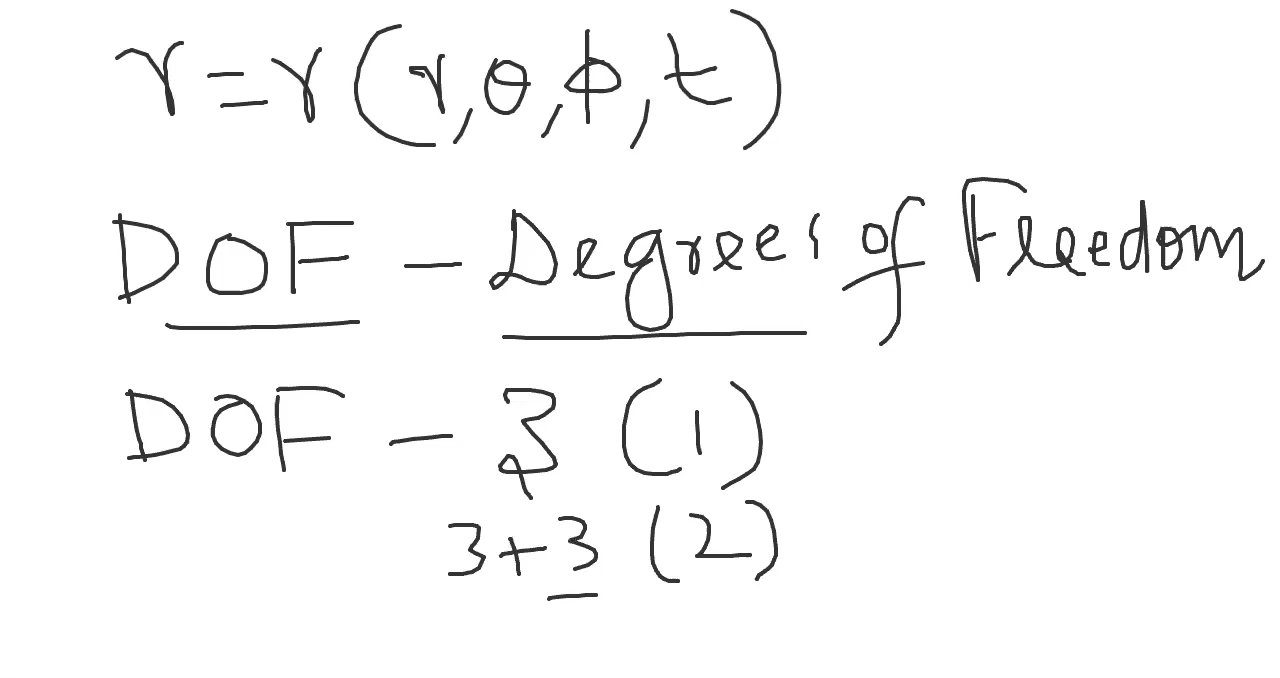 r = r (r, θ, ϕ, t)
DOF - Degrees of Freedom
DOF - 3 (1)
3+3 (2)